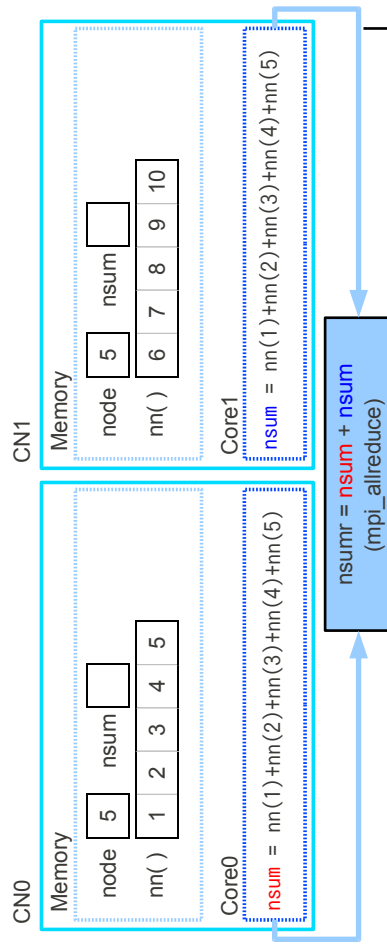 CN0
Memory
node 5 nsum
nn( ) 1 2 3 4 5
Core0
nsum = nn(1)+nn(2)+nn(3)+nn(4)+nn(5)
CN1
Memory
node 5 nsum
nn( ) 6 7 8 9 10
Core1
nsum = nn(1)+nn(2)+nn(3)+nn(4)+nn(5)
nsumr = nsum + nsum
(mpi_allreduce)